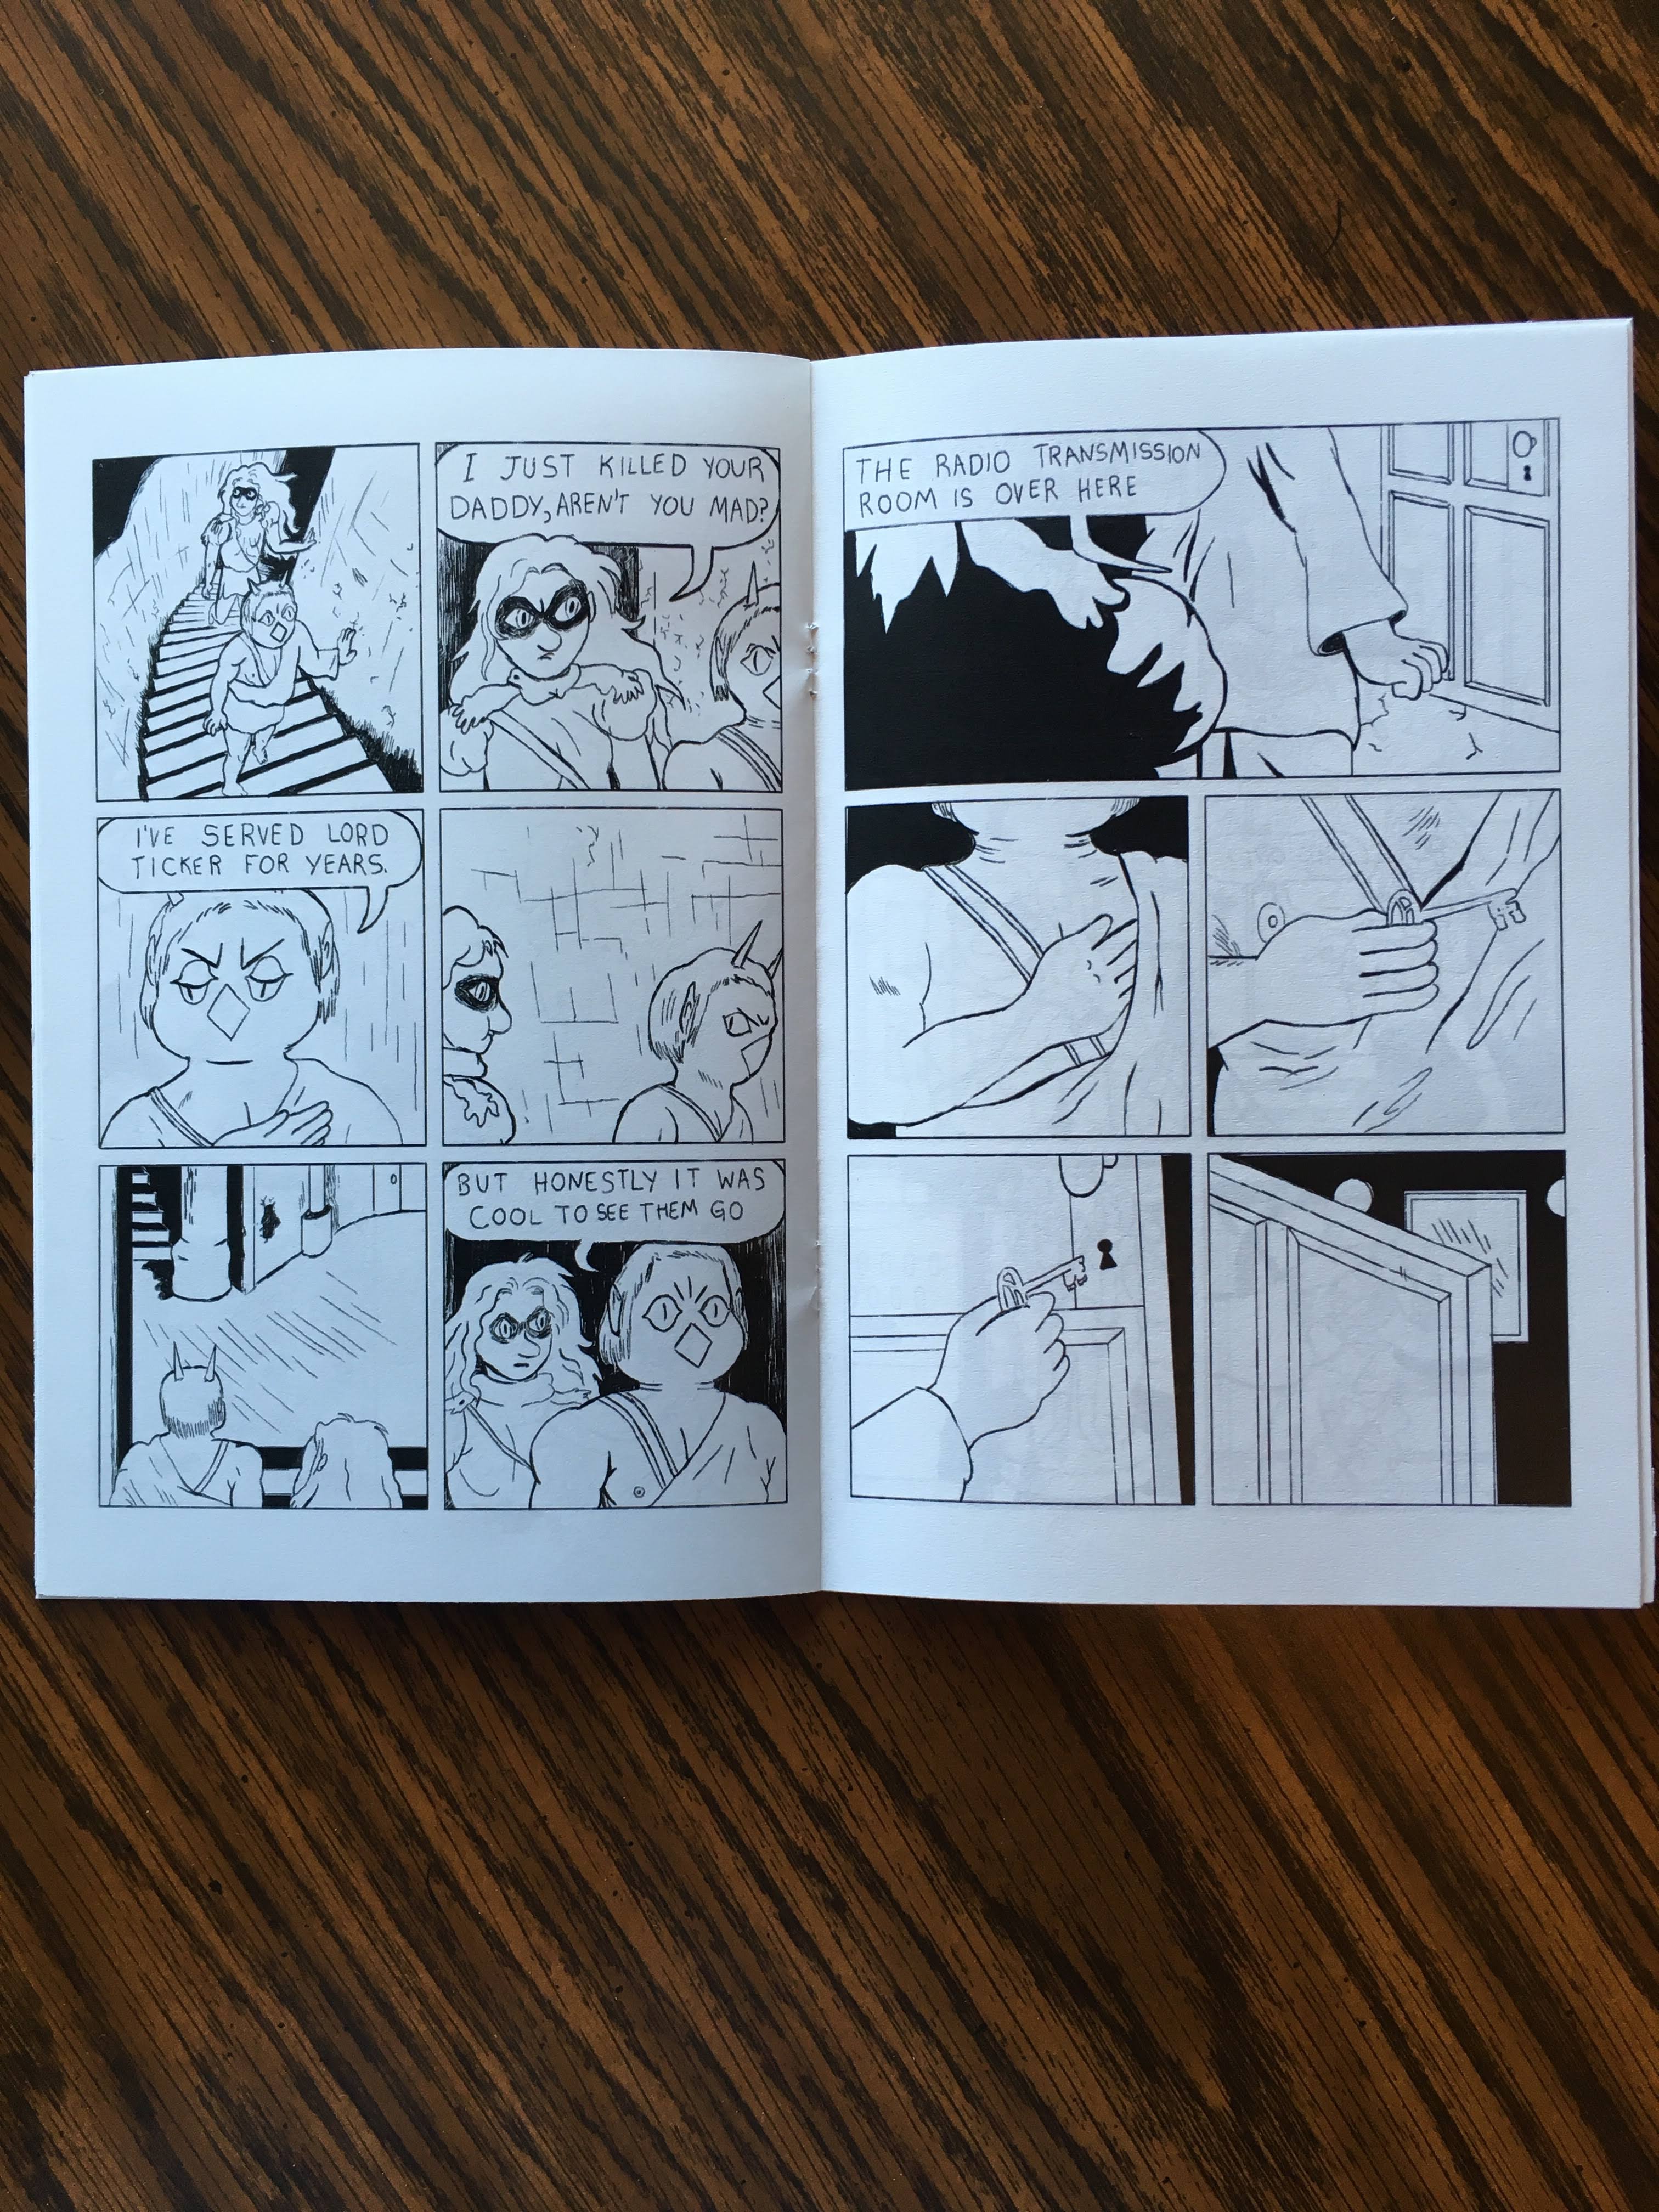 I JUST KILLED YOUR
DADDY, AREN'T YOU MAD?
I'VE SERVED LORD
TICKER FOR YEARS.
BUT HONESTLY IT WAS
COOL TO SEE THEM GO
THE RADIO TRANSMISSION
ROOM IS OVER HERE